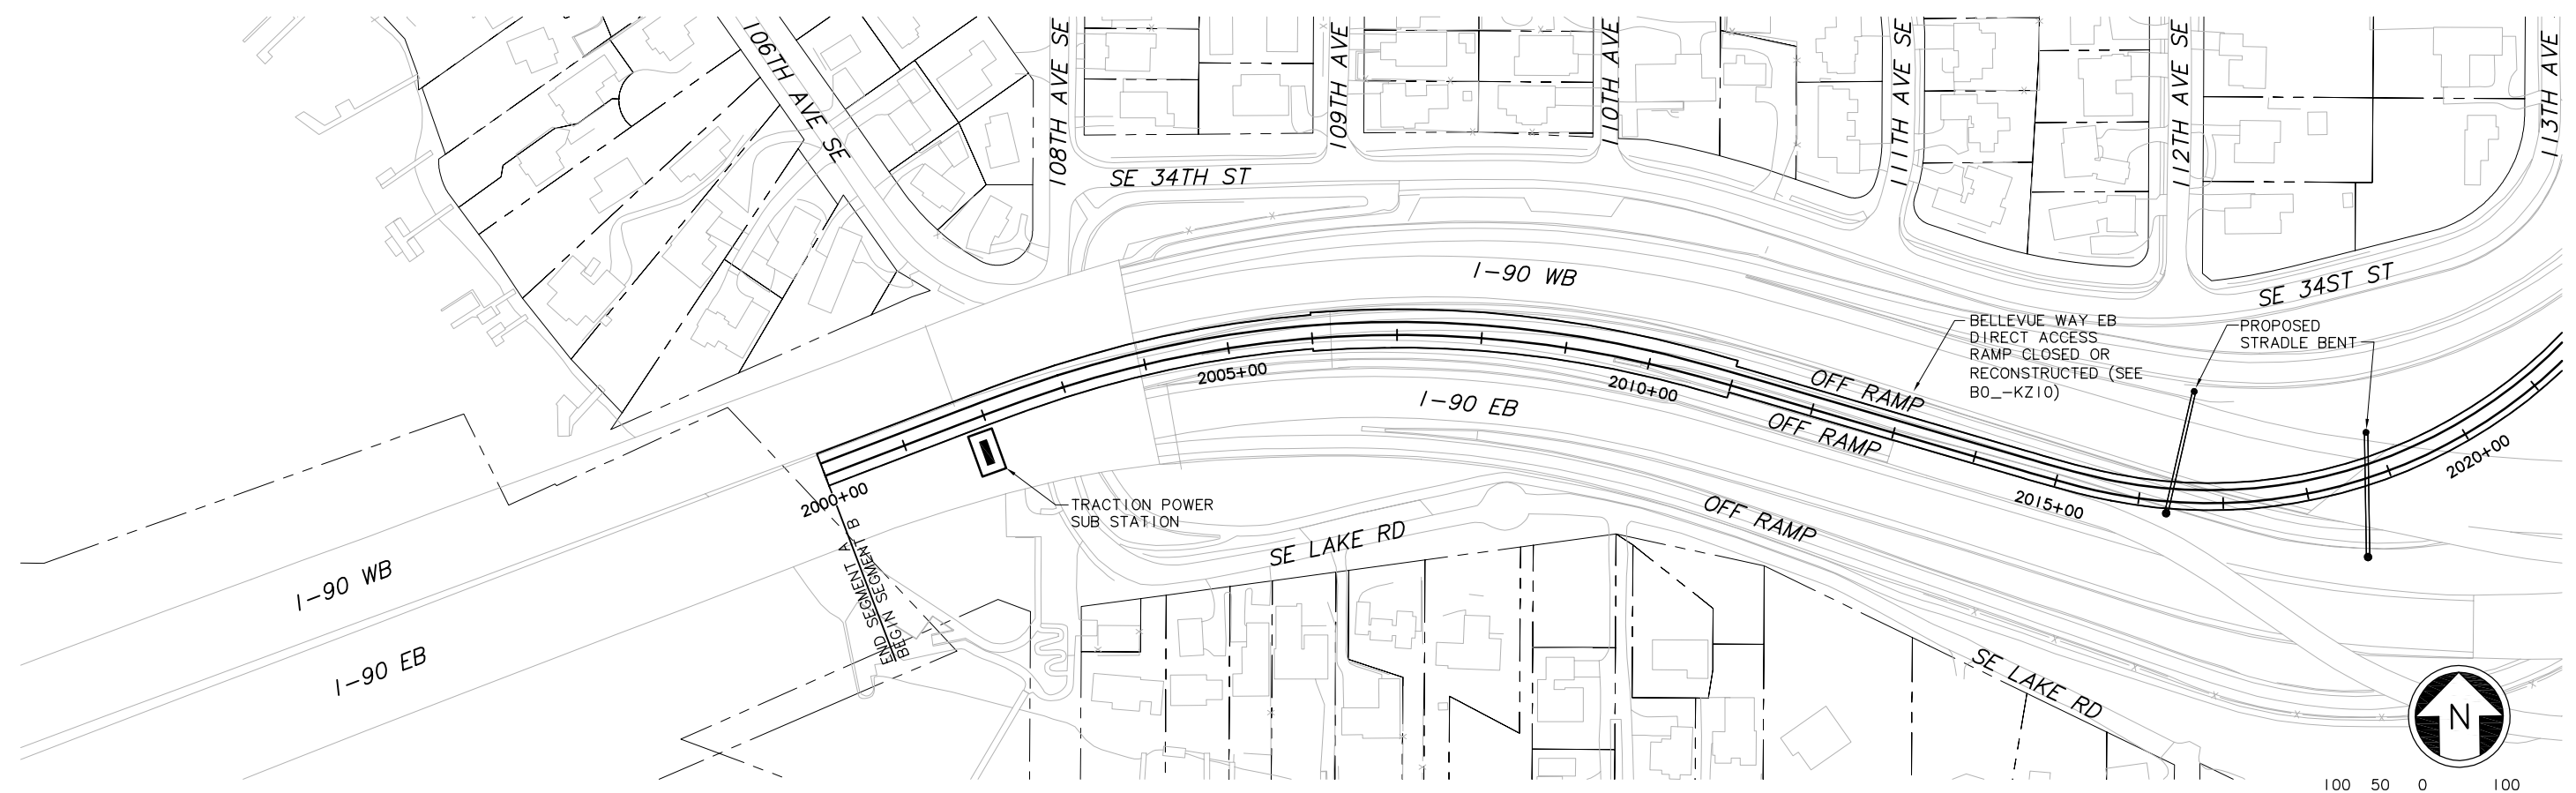 106TH AVE SE
108TH AVE SE
109TH AVE
110TH AVE
111TH AVE SE
112TH AVE SE
113TH AVE
SE 34TH ST
I-90 WB
SE 34ST ST
BELLEVUE WAY EB
DIRECT ACCESS
RAMP CLOSED OR
RECONSTRUCTED (SEE
BO_-KZ10)
PROPOSED
STRADLE BENT
2005+00
2010+00
OFF RAMP
I-90 EB
OFF RAMP
2020+00
2000+00
2015+00
TRACTION POWER
SUB STATION
OFF RAMP
SE LAKE RD
END SEGMENT A
BEGIN SEGMENT B
I-90 WB
I-90 EB
SE LAKE RD
N
100 50 0 100